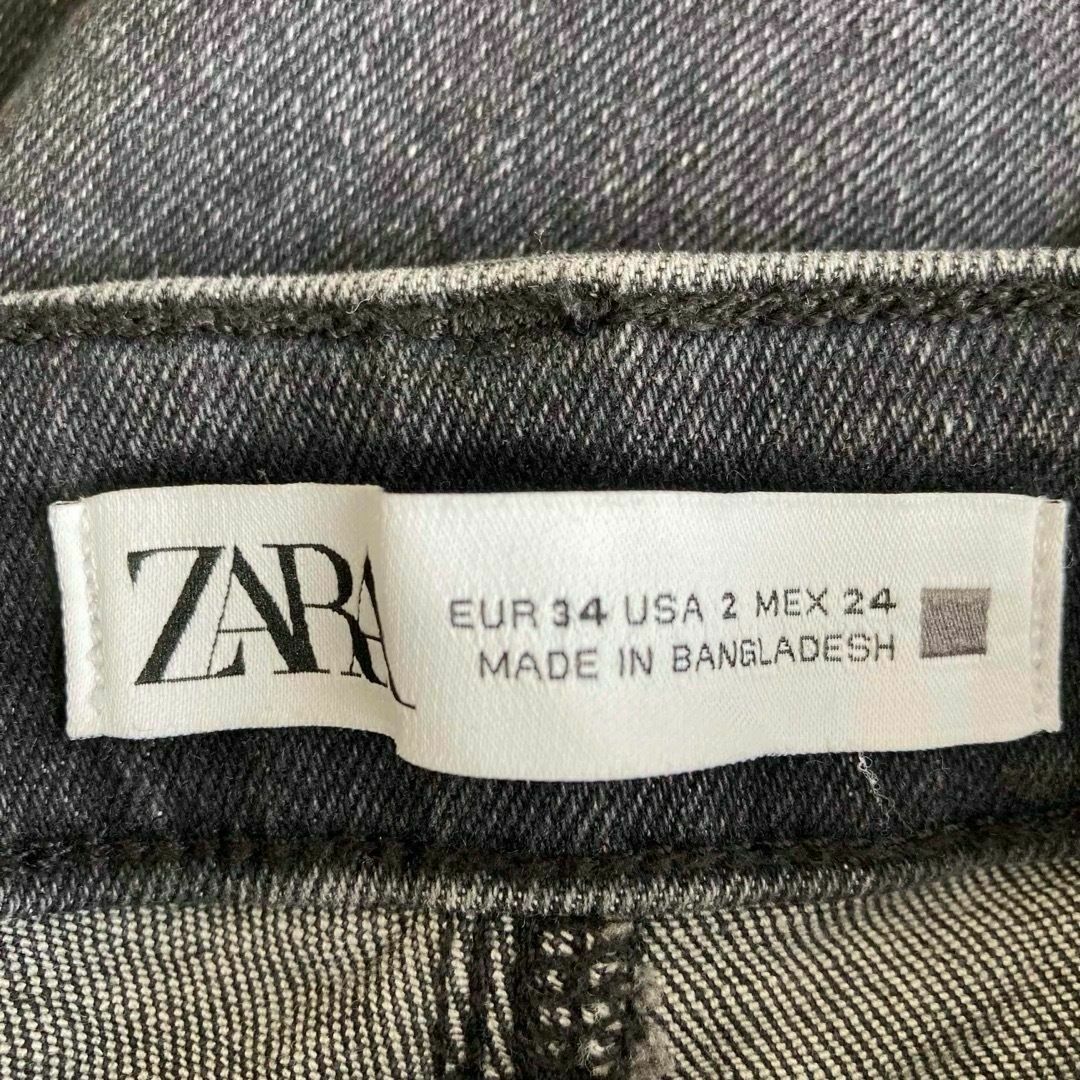 ZARA
EUR 34 USA 2 MEX 24
MADE IN BANGLADESH